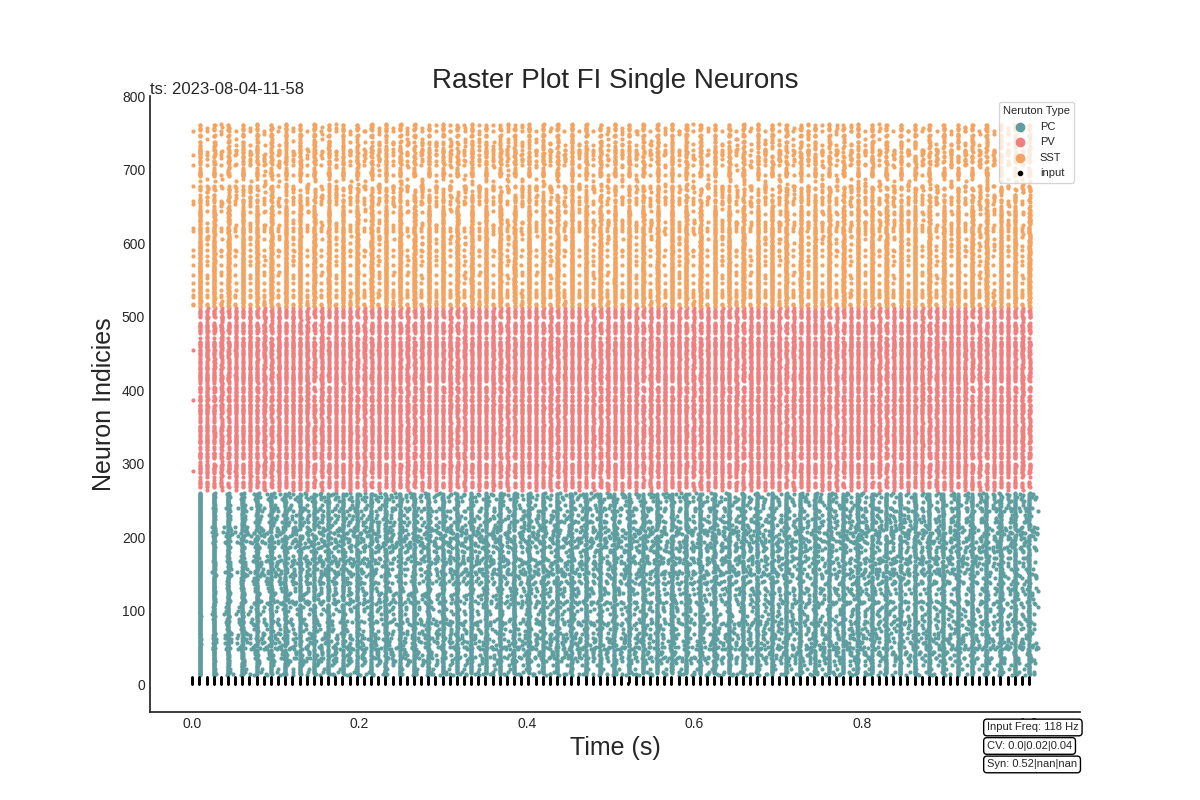 Raster Plot FI Single Neurons
ts: 2023-08-04-11-58
800
700
600
500
400
300
200
100
0
Neuron Indicies
Neruton Type
PC
PV
SST
input
0.0
0.2
0.4
0.6
0.8
Time (s)
Input Freq: 118 Hz
CV: 0.0|0.02|0.04
Syn: 0.52|nan|nan